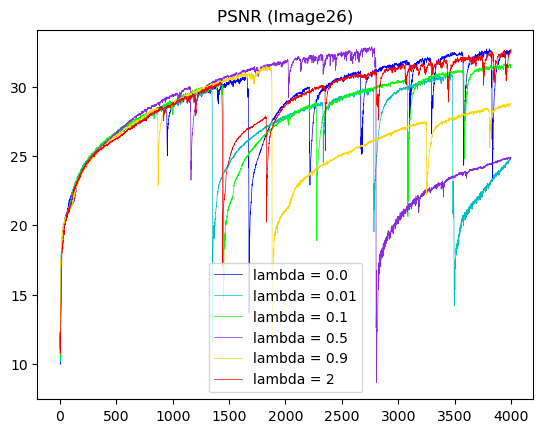 PSNR (Image26)
30
25
20
15
10
lambda = 0.0
lambda = 0.01
lambda = 0.1
lambda = 0.5
lambda = 0.9
lambda = 2
0
500
1000
1500
2000
2500
3000
3500
4000